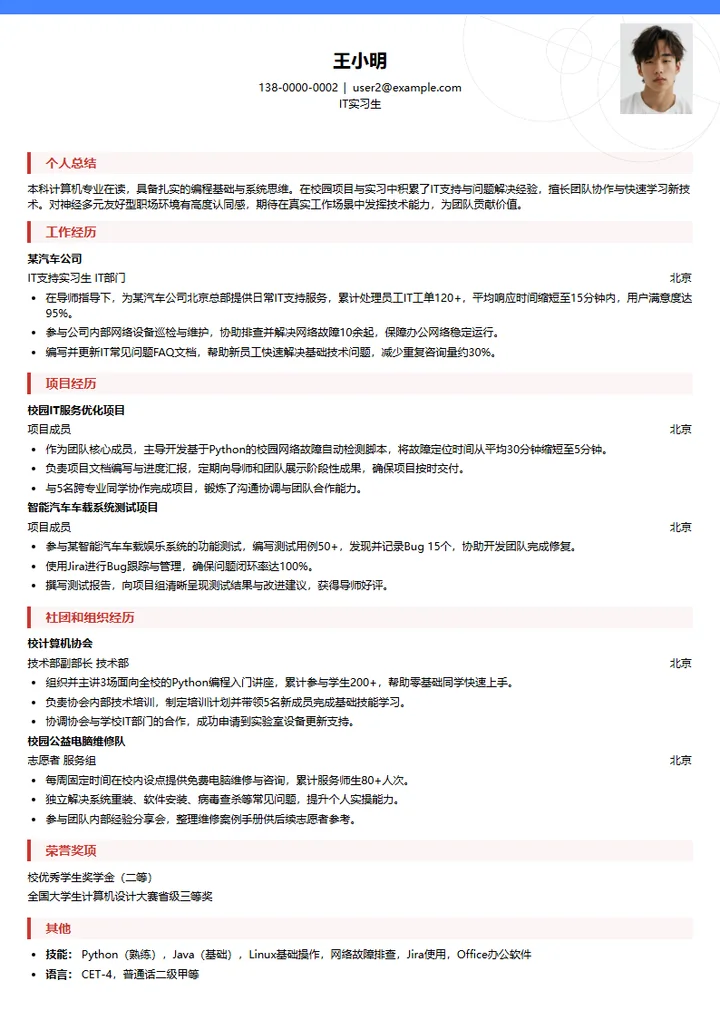 王小明
138-0000-0002 | user2@example.com
IT实习生
个人总结
本科计算机专业在读，具备扎实的编程基础与系统思维。在校园项目与实习中积累了IT支持与问题解决经验，擅长团队协作与快速学习新技
术。对神经多元友好型职场环境有高度认同感，期待在真实工作场景中发挥技术能力，为团队贡献价值。
工作经历
某汽车公司
IT支持实习生 IT部门 北京
• 在导师指导下，为某汽车公司北京总部提供日常IT支持服务，累计处理员工IT工单120+，平均响应时间缩短至15分钟内，用户满意度达
95%。
• 参与公司内部网络设备巡检与维护，协助排查并解决网络故障10余起，保障办公网络稳定运行。
• 编写并更新IT常见问题FAQ文档，帮助新员工快速解决基础技术问题，减少重复咨询量约30%。
项目经历
校园IT服务优化项目
项目成员 北京
• 作为团队核心成员，主导开发基于Python的校园网络故障自动检测脚本，将故障定位时间从平均30分钟缩短至5分钟。
• 负责项目文档编写与进度汇报，定期向导师和团队展示阶段性成果，确保项目按时交付。
• 与5名跨专业同学协作完成项目，锻炼了沟通协调与团队合作能力。
智能汽车车载系统测试项目
项目成员 北京
• 参与某智能汽车车载娱乐系统的功能测试，编写测试用例50+，发现并记录Bug 15个，协助开发团队完成修复。
• 使用Jira进行Bug跟踪与管理，确保问题闭环率达100%。
• 撰写测试报告，向项目组清晰呈现测试结果与改进建议，获得导师好评。
社团和组织经历
校计算机协会
技术部副部长 技术部 北京
• 组织并主讲3场面向全校的Python编程入门讲座，累计参与学生200+，帮助零基础同学快速上手。
• 负责协会内部技术培训，制定培训计划并带领5名新成员完成基础技能学习。
• 协调协会与学校IT部门的合作，成功申请到实验室设备更新支持。
校园公益电脑维修队
志愿者 服务组 北京
• 每周固定时间在校内设点提供免费电脑维修与咨询，累计服务师生80+人次。
• 独立解决系统重装、软件安装、病毒查杀等常见问题，提升个人实操能力。
• 参与团队内部经验分享会，整理维修案例手册供后续志愿者参考。
荣誉奖项
校优秀学生奖学金（二等）
全国大学生计算机设计大赛省级三等奖
其他
• 技能： Python（熟练），Java（基础），Linux基础操作，网络故障排查，Jira使用，Office办公软件
• 语言： CET-4，普通话二级甲等